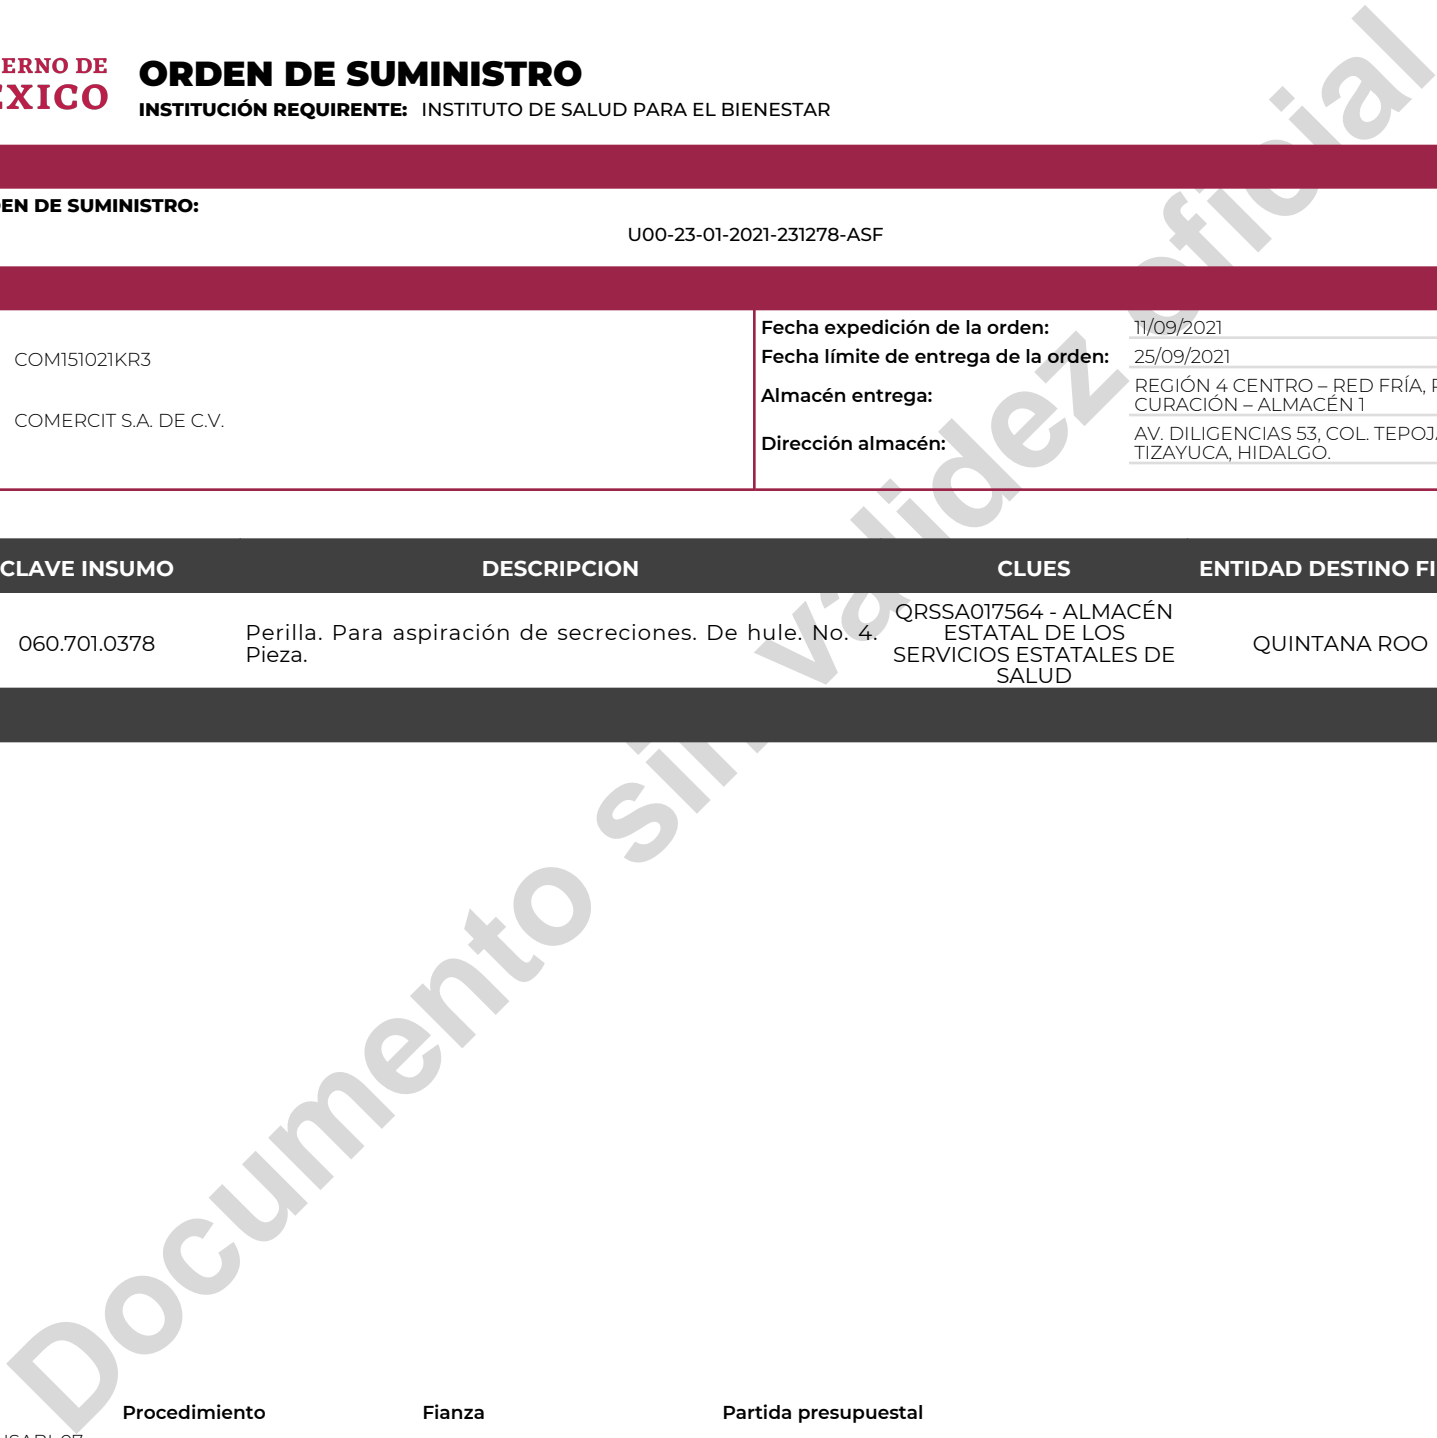 ERNO DE
EXICO
ORDEN DE SUMINISTRO
INSTITUCIÓN REQUIRENTE: INSTITUTO DE SALUD PARA EL BIENESTAR
EN DE SUMINISTRO:
U00-23-01-2021-231278-ASF
COM151021KR3
COMERCIT S.A. DE C.V.
Fecha expedición de la orden: 11/09/2021
Fecha límite de entrega de la orden: 25/09/2021
Almacén entrega: REGIÓN 4 CENTRO – RED FRÍA,
CURACIÓN – ALMACÉN 1
Dirección almacén: AV. DILIGENCIAS 53, COL. TEPOJ
TIZAYUCA, HIDALGO.
CLAVE INSUMO DESCRIPCION CLUES ENTIDAD DESTINO FI
060.701.0378
Perilla. Para aspiración de secreciones. De hule. No. 4.
Pieza.
QRSSA017564 - ALMACÉN
ESTATAL DE LOS
SERVICIOS ESTATALES DE
SALUD
QUINTANA ROO
Documento sin validez oficial
Procedimiento Fianza Partida presupuestal